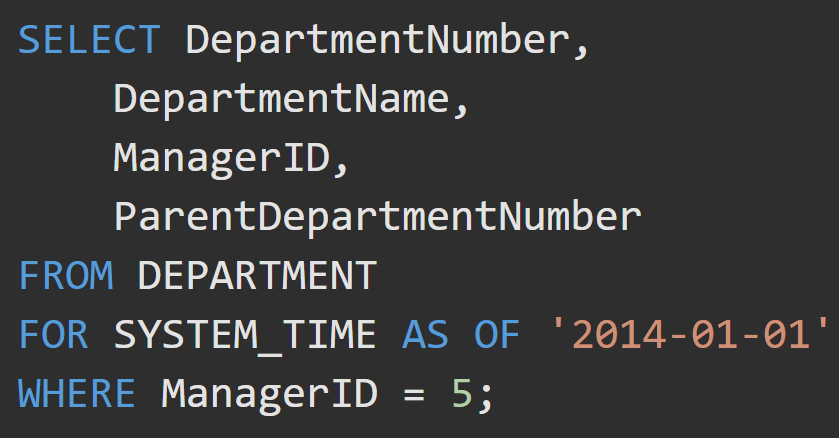 SELECT DepartmentNumber,
    DepartmentName,
    ManagerID,
    ParentDepartmentNumber
FROM DEPARTMENT
FOR SYSTEM_TIME AS OF '2014-01-01'
WHERE ManagerID = 5;